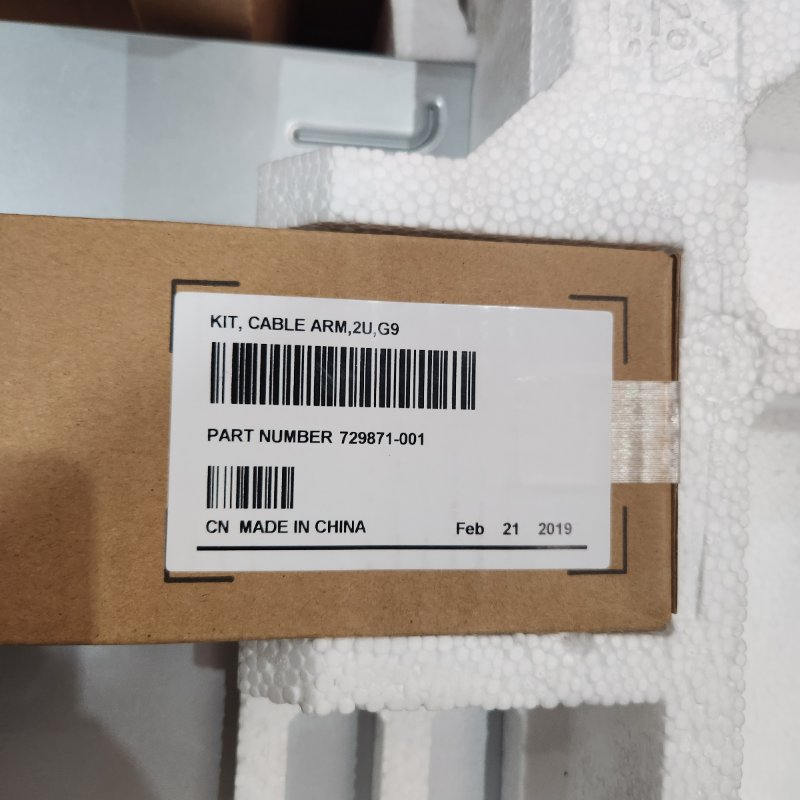 KIT, CABLE ARM,2U,G9
PART NUMBER 729871-001
CN MADE IN CHINA
Feb 21 2019